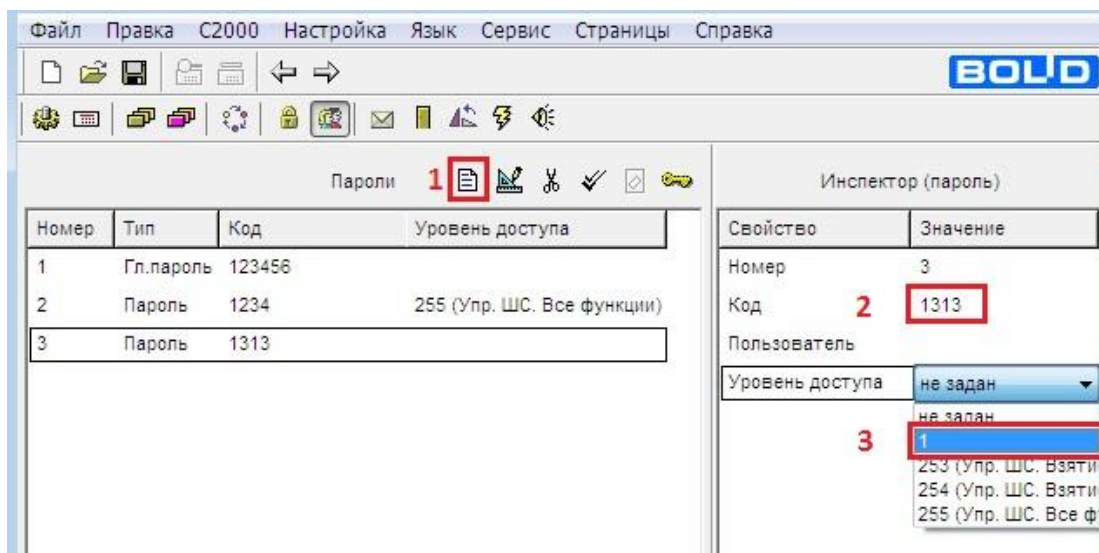 Файл Правка С2000 Настройка Язык Сервис Страницы Справка
BOLID
Пароли 1 Инспектор (пароль)
Номер Тип Код Уровень доступа Свойство Значение
1 Гл.пароль 123456 Номер 3
2 Пароль 1234 255 (Упр. ШС. Все функции) Код 2 1313
3 Пароль 1313 Пользователь
Уровень доступа не задан
не задан
3 1
253 (Упр. ШС. Взяти
254 (Упр. ШС. Взяти
255 (Упр. ШС. Все ф